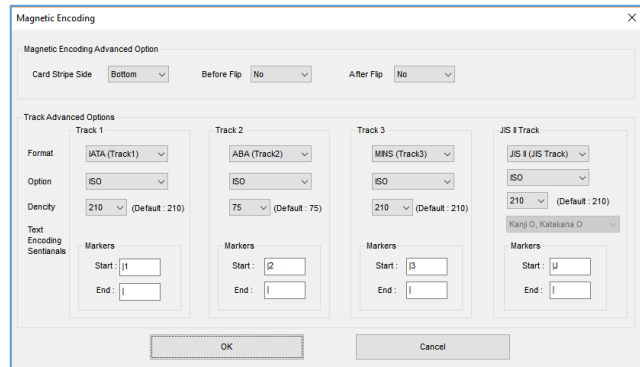 Magnetic Encoding
Magnetic Encoding Advanced Option
Card Stripe Side Bottom Before Flip No After Flip No
Track Advanced Options
Track 1 Track 2 Track 3 JIS II Track
Format IATA (Track1) ABA (Track2) MINS (Track3) JIS II (JIS Track)
Option ISO ISO ISO ISO
Dencity 210 (Default : 210) 75 (Default : 75) 210 (Default : 210) 210 (Default : 210)
Kanji O, Katakana O
Text
Encoding
Sentianals
Markers Markers Markers Markers
Start : |1 Start : |2 Start : |3 Start : |J
End : | End : | End : | End : |
OK Cancel